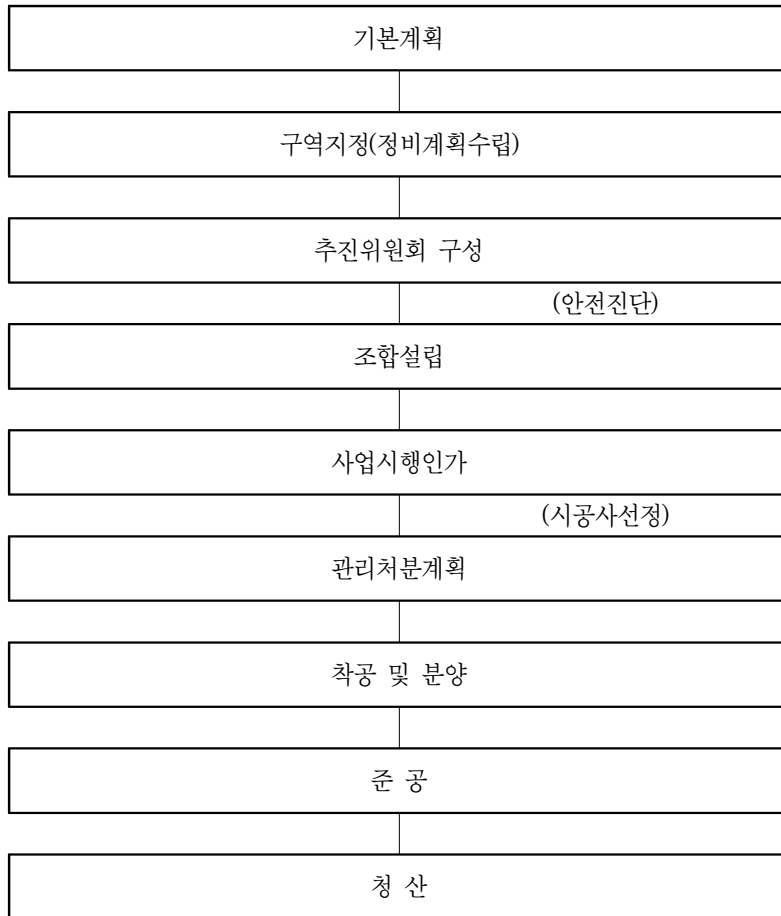 기본계획
구역지정(정비계획수립)
추진위원회 구성
(안전진단)
조합설립
사업시행인가
(시공사선정)
관리처분계획
착공 및 분양
준 공
청 산